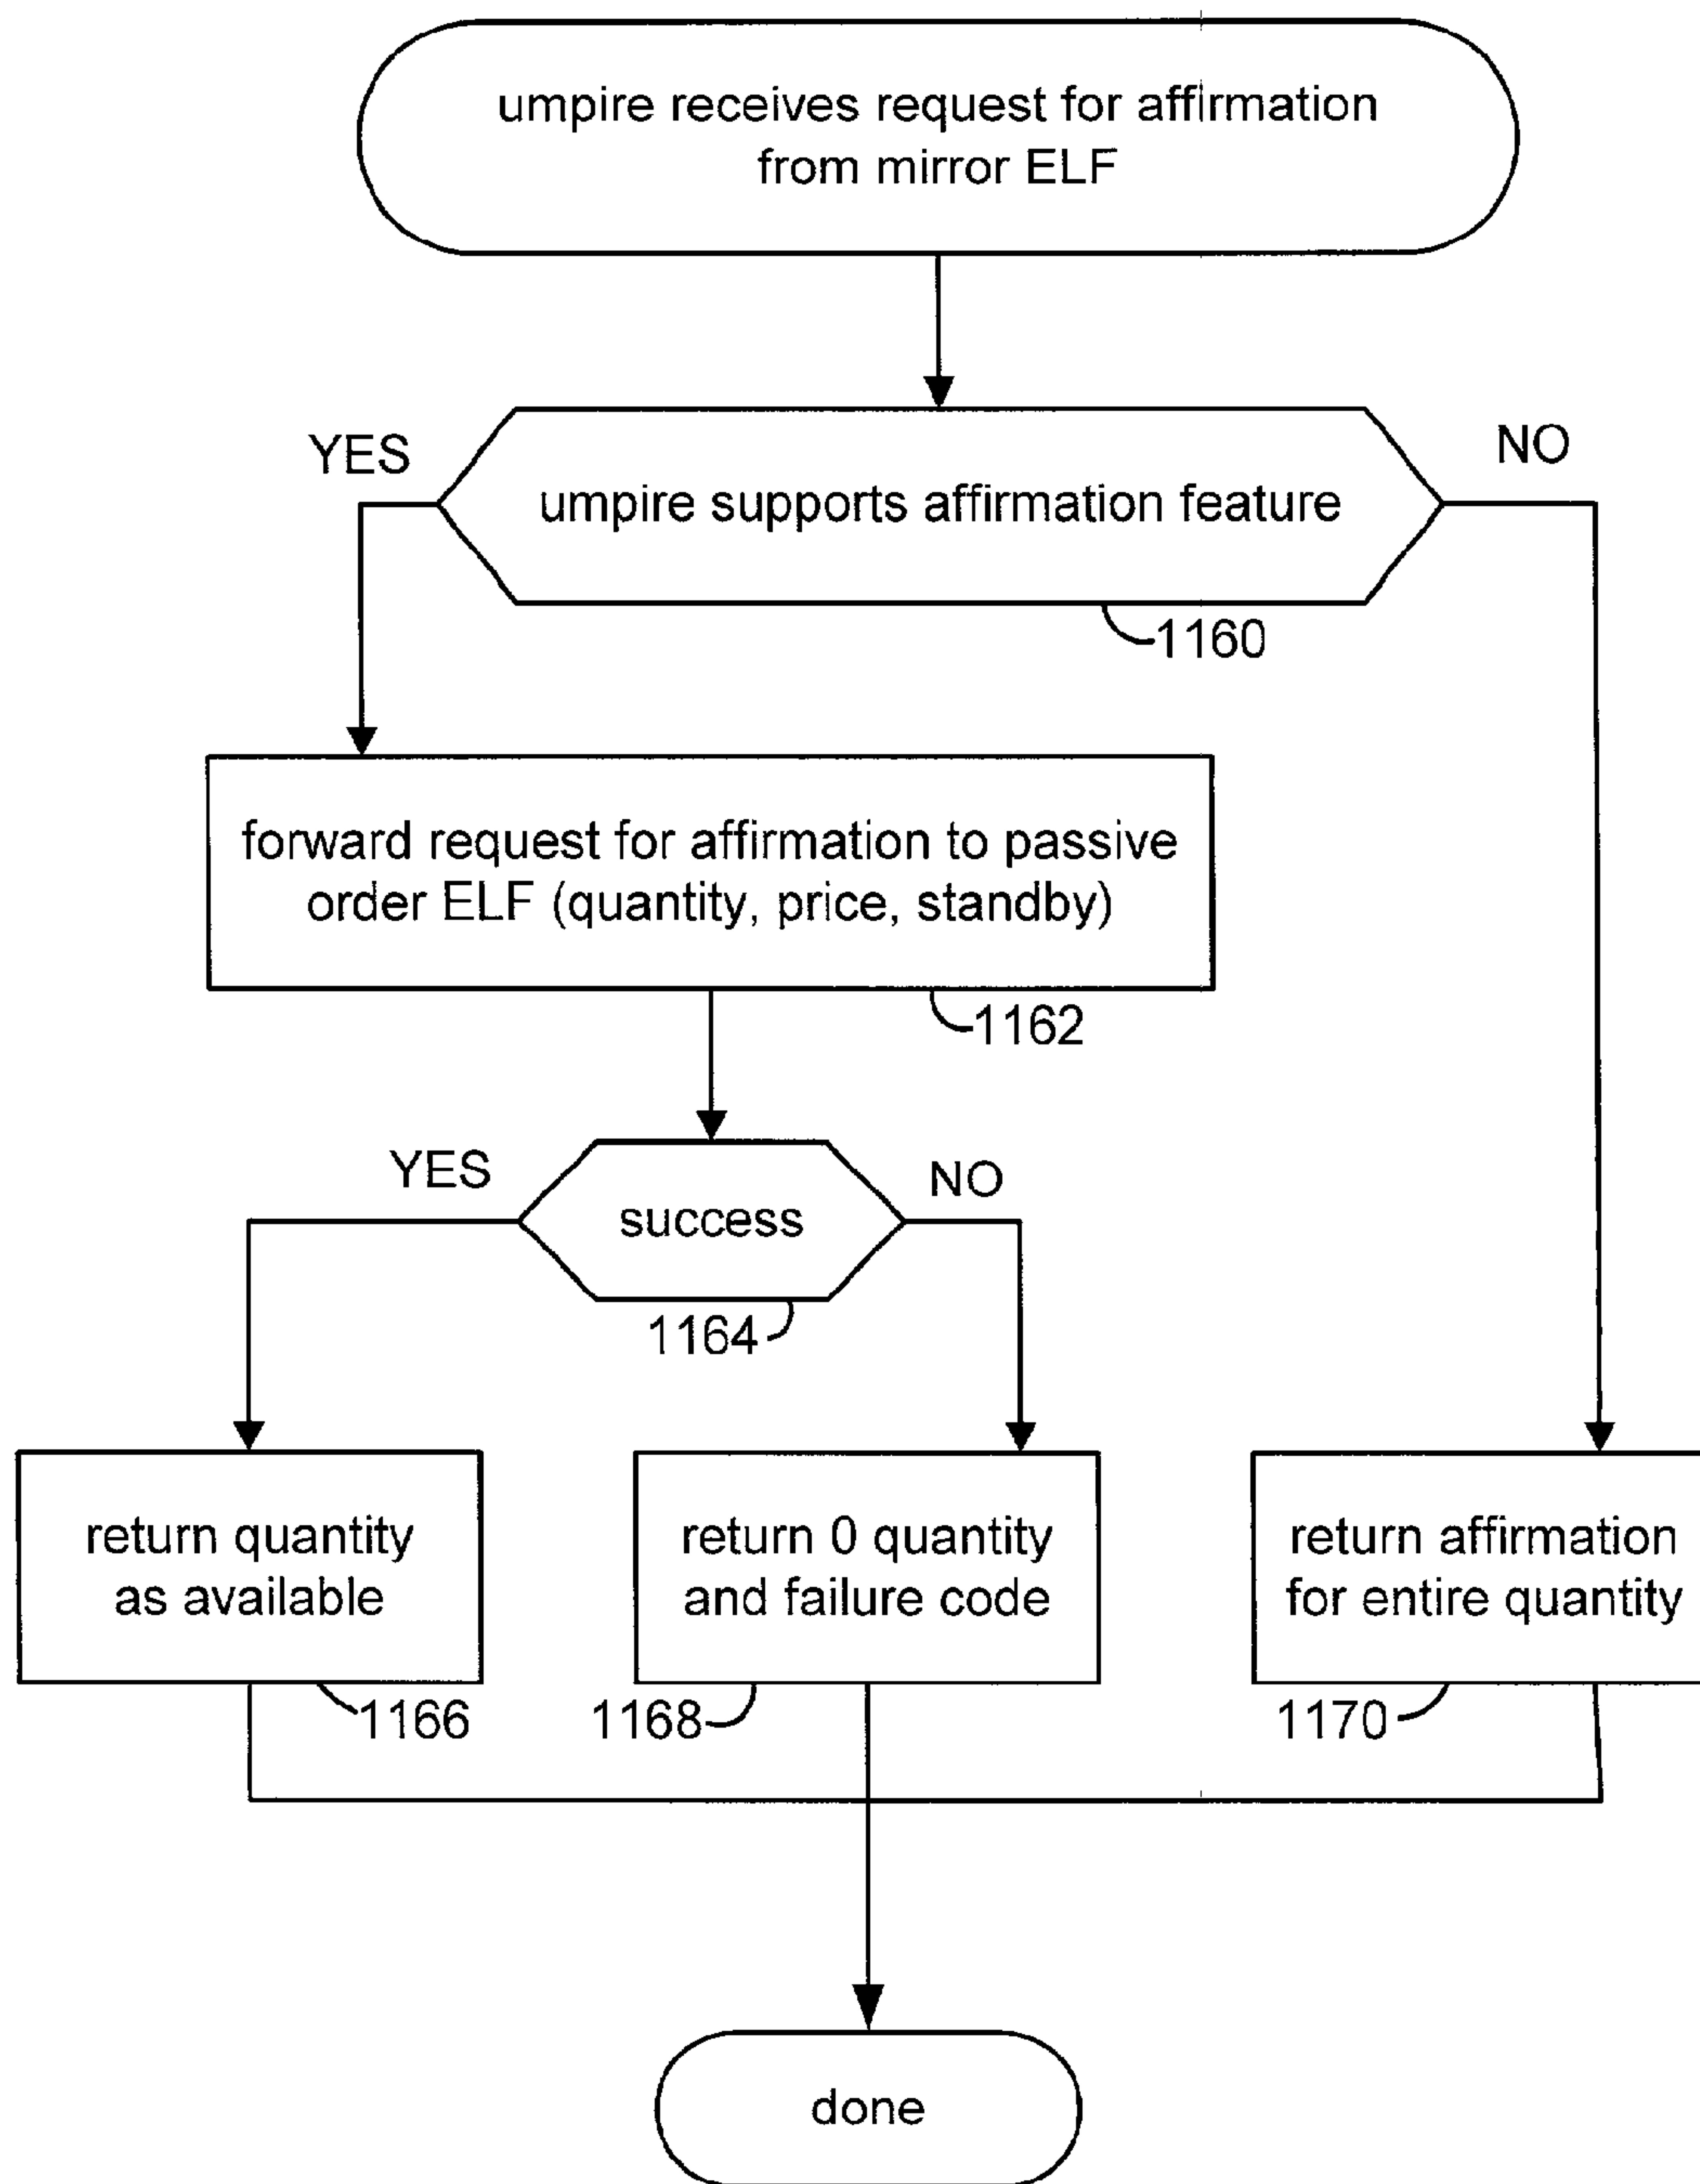 umpire receives request for affirmation
from mirror ELF
YES
NO
umpire supports affirmation feature
1160
forward request for affirmation to passive
order ELF (quantity, price, standby)
1162
YES
NO
success
1164
return quantity
as available
return 0 quantity
and failure code
return affirmation
for entire quantity
1166
1168
1170
done